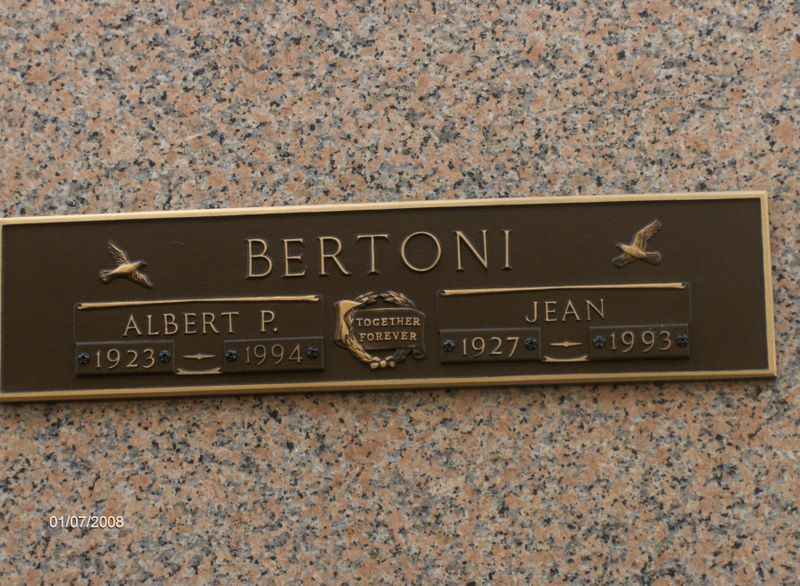 BERTONI
ALBERT P.
1923 1994
TOGETHER
FOREVER
JEAN
1927 1993
01/07/2008